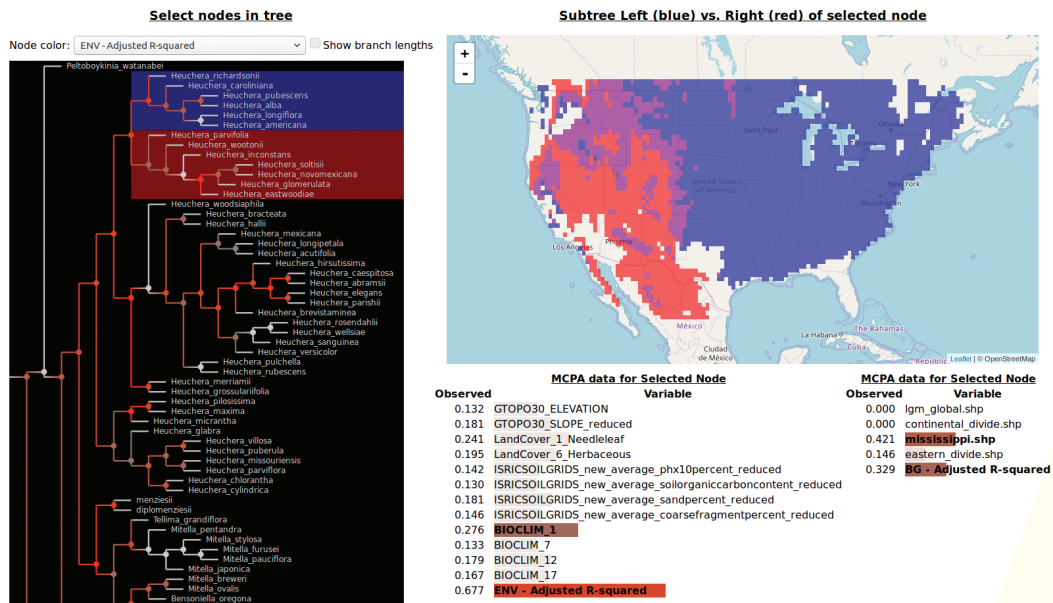 Select nodes in tree
Node color: ENV - Adjusted R-squared Show branch lengths
Peltoboykinia_watanabei
Heuchera_richardsonii
Heuchera_caroliniana
Heuchera_pubescens
Heuchera_alba
Heuchera_longiflora
Heuchera_americana
Heuchera_parvifolia
Heuchera_wootonii
Heuchera_inconstans
Heuchera_soltisii
Heuchera_novomexicana
Heuchera_glomerulata
Heuchera_eastwoodiae
Heuchera_woodsiaphila
Heuchera_bracteata
Heuchera_hallii
Heuchera_mexicana
Heuchera_longipetala
Heuchera_acutifolia
Heuchera_hirsutissima
Heuchera_caespitosa
Heuchera_abramsii
Heuchera_elegans
Heuchera_parishii
Heuchera_brevistaminea
Heuchera_rosendahlii
Heuchera_wellsiae
Heuchera_sanguinea
Heuchera_versicolor
Heuchera_pulchella
Heuchera_rubescens
Heuchera_merriamii
Heuchera_grossulariifolia
Heuchera_pilosissima
Heuchera_maxima
Heuchera_micrantha
Heuchera_glabra
Heuchera_villosa
Heuchera_puberula
Heuchera_missouriensis
Heuchera_parviflora
Heuchera_chlorantha
Heuchera_cylindrica
menziesii
diplomenziesii
Tellima_grandiflora
Mitella_pentandra
Mitella_stylosa
Mitella_furusei
Mitella_pauciflora
Mitella_japonica
Mitella_breweri
Mitella_ovalis
Bensoniella_oregona
Subtree Left (blue) vs. Right (red) of selected node
+
-
Saint Paul
Ottawa
United States
of America
New York
Washington
Los Angeles
Phoenix
México
Ciudad
de México
La Habana
Cuba
The Bahamas
Leaflet | © OpenStreetMap
MCPA data for Selected Node
Observed Variable
0.132 GTOPO30_ELEVATION
0.181 GTOPO30_SLOPE_reduced
0.241 LandCover_1_Needleleaf
0.195 LandCover_6_Herbaceous
0.142 ISRICSOILGRIDS_new_average_phx10percent_reduced
0.130 ISRICSOILGRIDS_new_average_soilorganiccarboncontent_reduced
0.181 ISRICSOILGRIDS_new_average_sandpercent_reduced
0.146 ISRICSOILGRIDS_new_average_coarsefragmentpercent_reduced
0.276 BIOCLIM_1
0.133 BIOCLIM_7
0.179 BIOCLIM_12
0.167 BIOCLIM_17
0.677 ENV - Adjusted R-squared
MCPA data for Selected Node
Observed Variable
0.000 lgm_global.shp
0.000 continental_divide.shp
0.421 mississippi.shp
0.146 eastern_divide.shp
0.329 BG - Adjusted R-squared